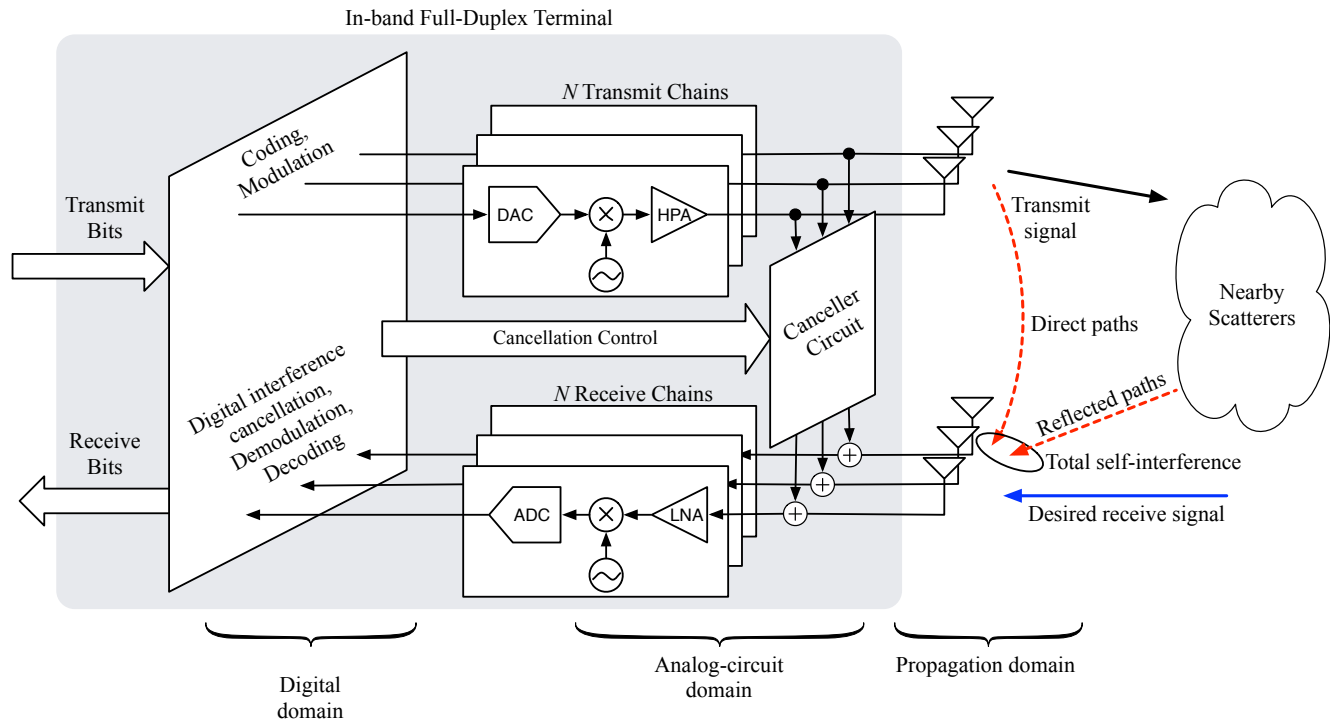 In-band Full-Duplex Terminal
N Transmit Chains
Coding,
Modulation
Transmit
Bits
DAC
HPA
Transmit
signal
Nearby
Scatterers
Canceller
Circuit
Cancellation Control
Direct paths
Digital interference
cancellation,
Demodulation,
Decoding
N Receive Chains
Reflected paths
Receive
Bits
Total self-interference
ADC
LNA
Desired receive signal
Digital
domain
Analog-circuit
domain
Propagation domain